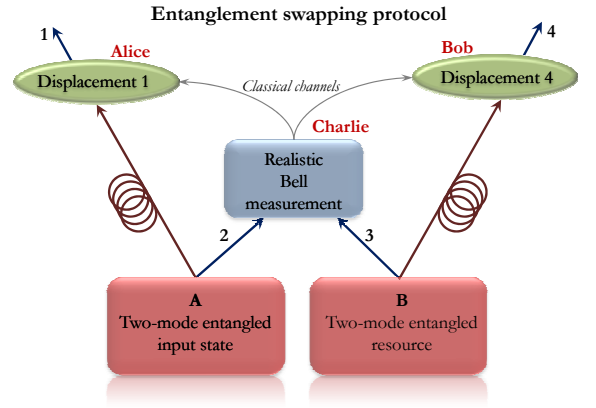 Entanglement swapping protocol
1
4
Alice
Bob
Displacement 1
Displacement 4
Classical channels
Charlie
Realistic
Bell
measurement
2
3
A
Two-mode entangled
input state
B
Two-mode entangled
resource